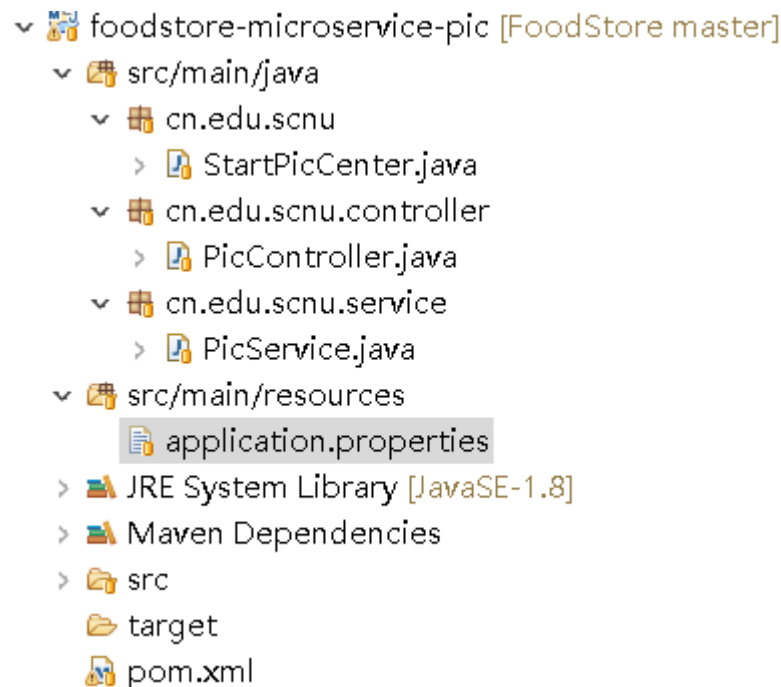 foodstore-microservice-pic [FoodStore master]
src/main/java
cn.edu.scnu
StartPicCenter.java
cn.edu.scnu.controller
PicController.java
cn.edu.scnu.service
PicService.java
src/main/resources
application.properties
JRE System Library [JavaSE-1.8]
Maven Dependencies
src
target
pom.xml